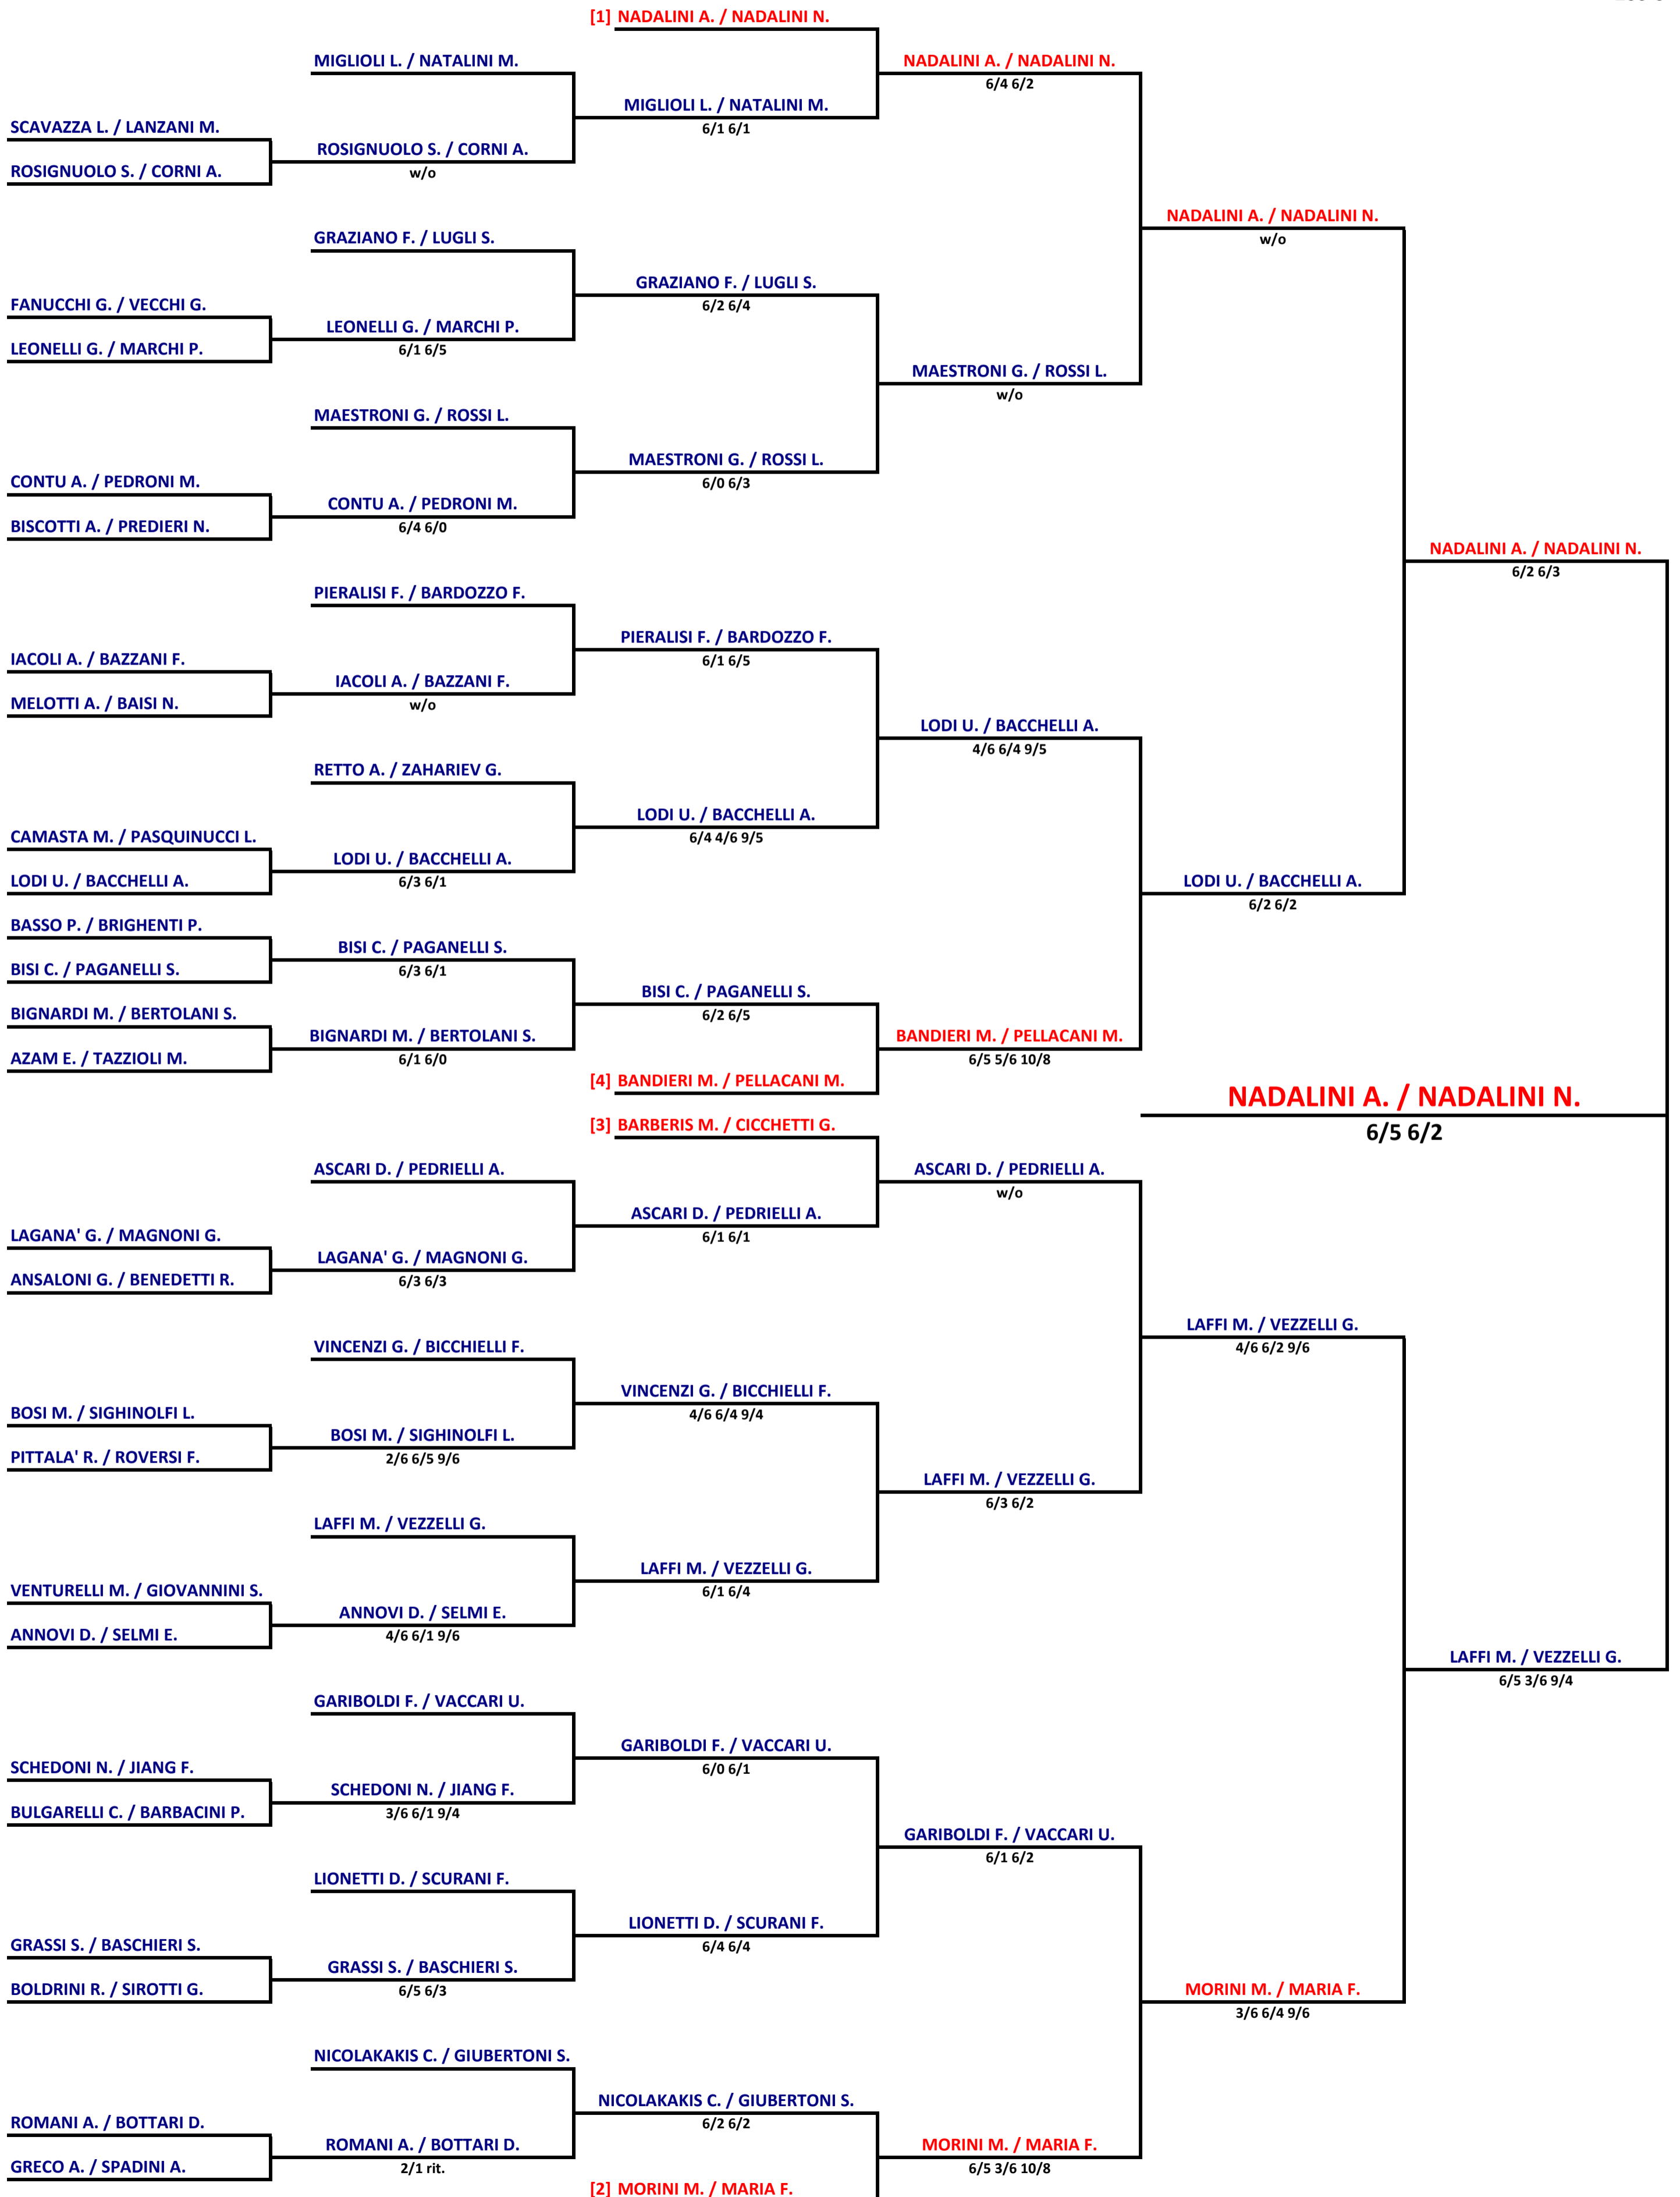 [1] NADALINI A. / NADALINI N.
MIGLIOLI L. / NATALINI M.
NADALINI A. / NADALINI N.
6/4 6/2
MIGLIOLI L. / NATALINI M.
6/1 6/1
SCAVAZZA L. / LANZANI M.
ROSIGNUOLO S. / CORNI A.
w/o
ROSIGNUOLO S. / CORNI A.
NADALINI A. / NADALINI N.
w/o
GRAZIANO F. / LUGLI S.
GRAZIANO F. / LUGLI S.
6/2 6/4
FANUCCHI G. / VECCHI G.
LEONELLI G. / MARCHI P.
6/1 6/5
LEONELLI G. / MARCHI P.
MAESTRONI G. / ROSSI L.
w/o
MAESTRONI G. / ROSSI L.
MAESTRONI G. / ROSSI L.
6/0 6/3
CONTU A. / PEDRONI M.
CONTU A. / PEDRONI M.
6/4 6/0
BISCOTTI A. / PREDIERI N.
NADALINI A. / NADALINI N.
6/2 6/3
PIERALISI F. / BARDOZZO F.
PIERALISI F. / BARDOZZO F.
6/1 6/5
IACOLI A. / BAZZANI F.
IACOLI A. / BAZZANI F.
w/o
MELOTTI A. / BAISI N.
LODI U. / BACCHELLI A.
4/6 6/4 9/5
RETTO A. / ZAHARIEV G.
LODI U. / BACCHELLI A.
6/4 4/6 9/5
CAMASTA M. / PASQUINUCCI L.
LODI U. / BACCHELLI A.
6/3 6/1
LODI U. / BACCHELLI A.
LODI U. / BACCHELLI A.
6/2 6/2
BASSO P. / BRIGHENTI P.
BISI C. / PAGANELLI S.
6/3 6/1
BISI C. / PAGANELLI S.
BISI C. / PAGANELLI S.
6/2 6/5
BIGNARDI M. / BERTOLANI S.
BIGNARDI M. / BERTOLANI S.
6/1 6/0
AZAM E. / TAZZIOLI M.
BANDIERI M. / PELLACANI M.
6/5 5/6 10/8
[4] BANDIERI M. / PELLACANI M.
NADALINI A. / NADALINI N.
6/5 6/2
[3] BARBERIS M. / CICCHETTI G.
ASCARI D. / PEDRIELLI A.
ASCARI D. / PEDRIELLI A.
w/o
ASCARI D. / PEDRIELLI A.
6/1 6/1
LAGANA' G. / MAGNONI G.
LAGANA' G. / MAGNONI G.
6/3 6/3
ANSALONI G. / BENEDETTI R.
LAFFI M. / VEZZELLI G.
4/6 6/2 9/6
VINCENZI G. / BICCHIELLI F.
VINCENZI G. / BICCHIELLI F.
4/6 6/4 9/4
BOSI M. / SIGHINOLFI L.
BOSI M. / SIGHINOLFI L.
2/6 6/5 9/6
PITTALA' R. / ROVERSI F.
LAFFI M. / VEZZELLI G.
6/3 6/2
LAFFI M. / VEZZELLI G.
LAFFI M. / VEZZELLI G.
6/1 6/4
VENTURELLI M. / GIOVANNINI S.
ANNOVI D. / SELMI E.
4/6 6/1 9/6
ANNOVI D. / SELMI E.
LAFFI M. / VEZZELLI G.
6/5 3/6 9/4
GARIBOLDI F. / VACCARI U.
GARIBOLDI F. / VACCARI U.
6/0 6/1
SCHEDONI N. / JIANG F.
SCHEDONI N. / JIANG F.
3/6 6/1 9/4
BULGARELLI C. / BARBACINI P.
GARIBOLDI F. / VACCARI U.
6/1 6/2
LIONETTI D. / SCURANI F.
LIONETTI D. / SCURANI F.
6/4 6/4
GRASSI S. / BASCHIERI S.
GRASSI S. / BASCHIERI S.
6/5 6/3
BOLDRINI R. / SIROTTI G.
MORINI M. / MARIA F.
3/6 6/4 9/6
NICOLAKAKIS C. / GIUBERTONI S.
NICOLAKAKIS C. / GIUBERTONI S.
6/2 6/2
ROMANI A. / BOTTARI D.
ROMANI A. / BOTTARI D.
2/1 rit.
GRECO A. / SPADINI A.
MORINI M. / MARIA F.
6/5 3/6 10/8
[2] MORINI M. / MARIA F.